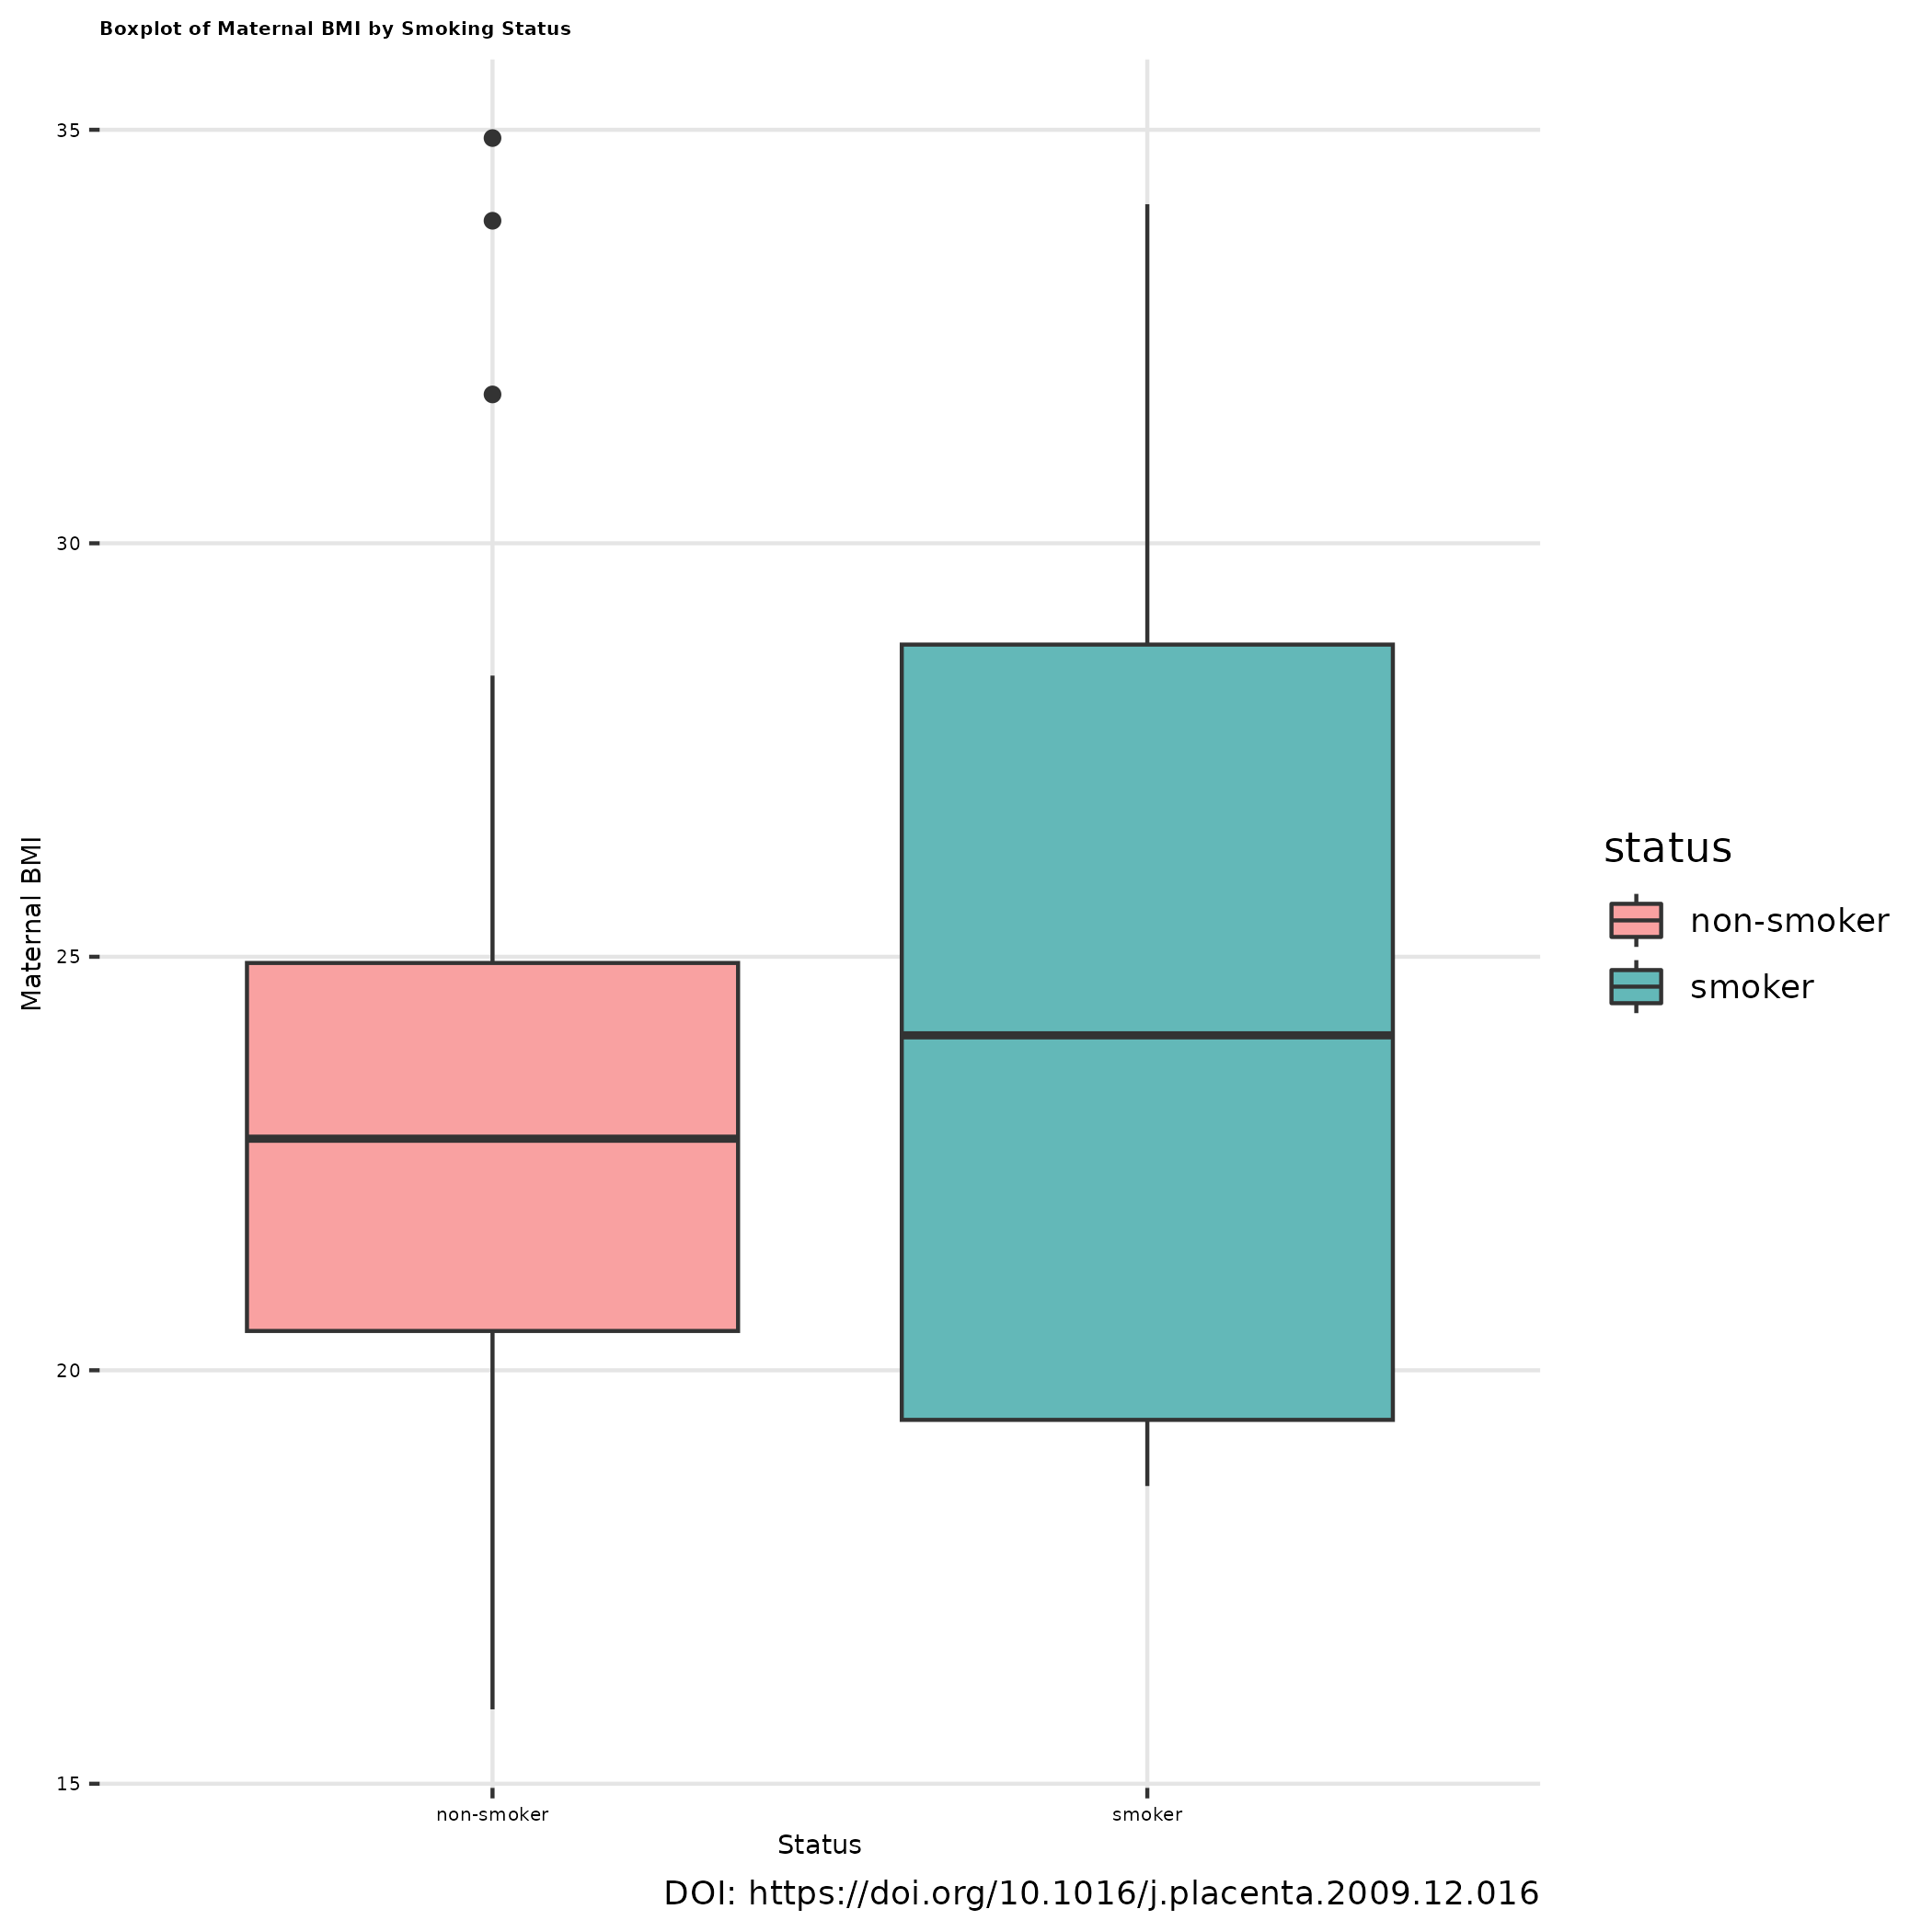 Boxplot of Maternal BMI by Smoking Status
35
30
25
20
15
Maternal BMI
non-smoker
smoker
Status
status
non-smoker
smoker
DOI: https://doi.org/10.1016/j.placenta.2009.12.016